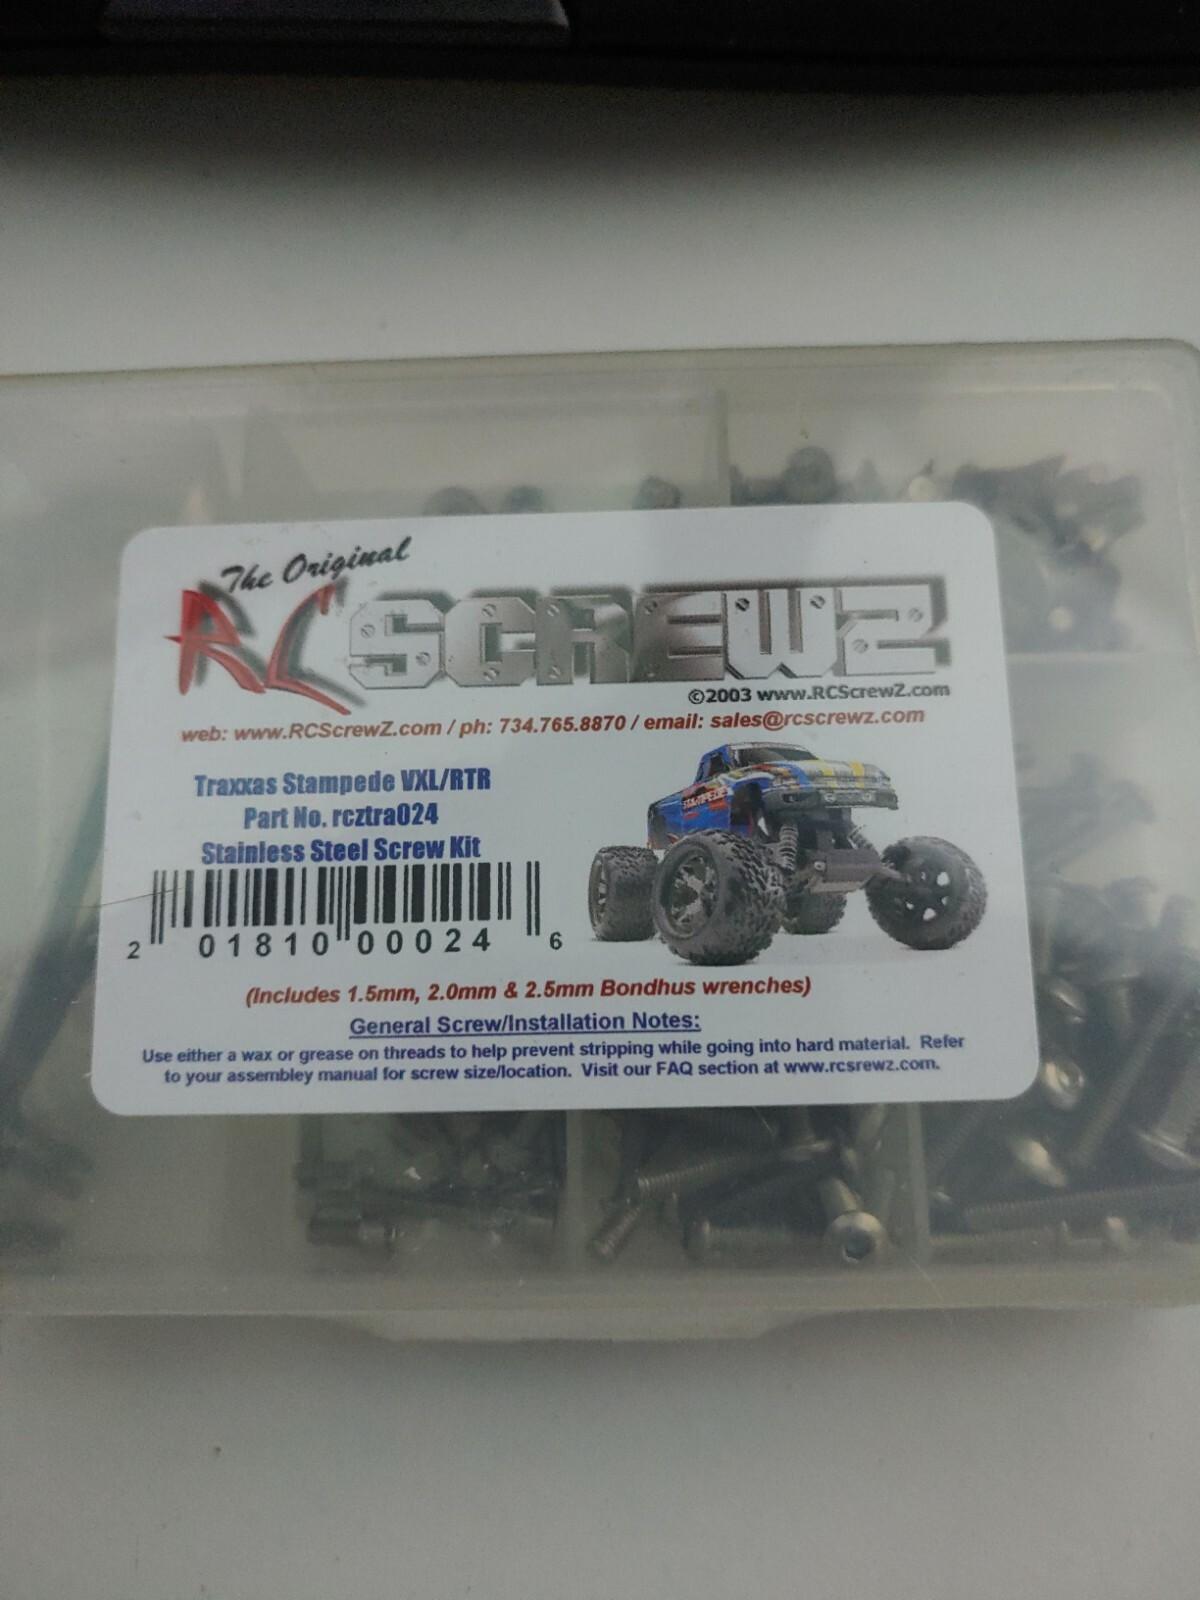 The Original
RC SCREWZ
©2003 www.RCScrewZ.com
web: www.RCScrewZ.com / ph: 734.765.8870 / email: sales@rcscrewz.com
Traxxas Stampede VXL/RTR
Part No. rcztra024
Stainless Steel Screw Kit
2 01810 00024 6
STAMPEDE
(Includes 1.5mm, 2.0mm & 2.5mm Bondhus wrenches)
General Screw/Installation Notes:
Use either a wax or grease on threads to help prevent stripping while going into hard material. Refer
to your assembley manual for screw size/location. Visit our FAQ section at www.rcsrewz.com.